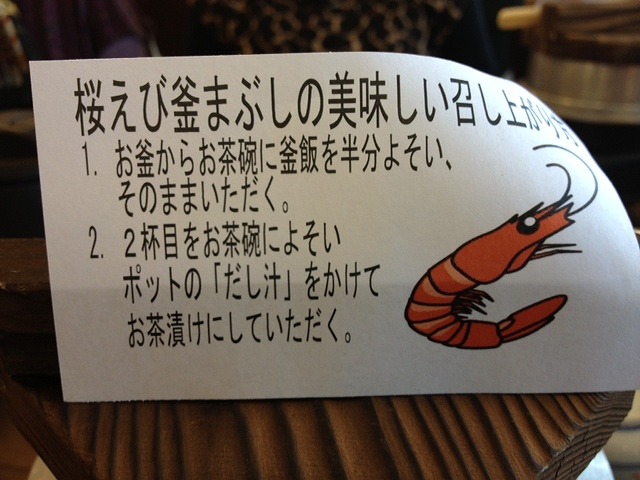 桜えび釜まぶしの美味しい召し上がり方
1. お釜からお茶碗に釜飯を半分よそい、
そのままいただく。
2. 2杯目をお茶碗によそい
ポットの「だし汁」をかけて
お茶漬けにしていただく。